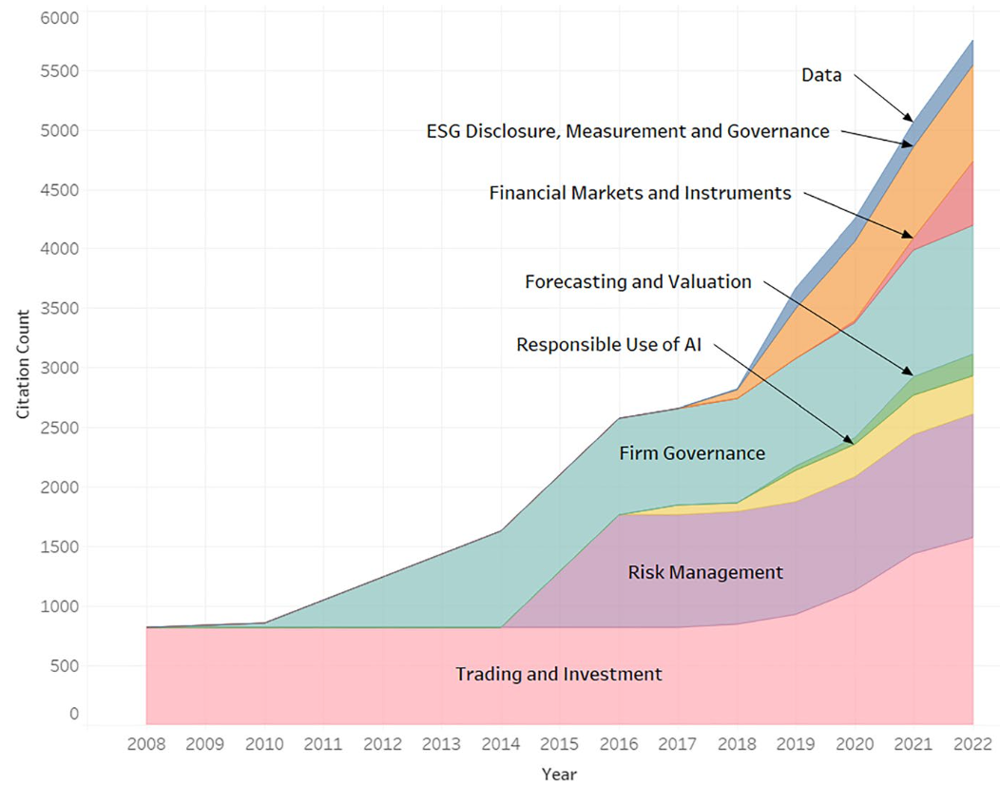 6000
5500
5000
4500
4000
3500
3000
2500
2000
1500
1000
500
0
Citation Count
Data
ESG Disclosure, Measurement and Governance
Financial Markets and Instruments
Forecasting and Valuation
Responsible Use of AI
Firm Governance
Risk Management
Trading and Investment
2008 2009 2010 2011 2012 2013 2014 2015 2016 2017 2018 2019 2020 2021 2022
Year